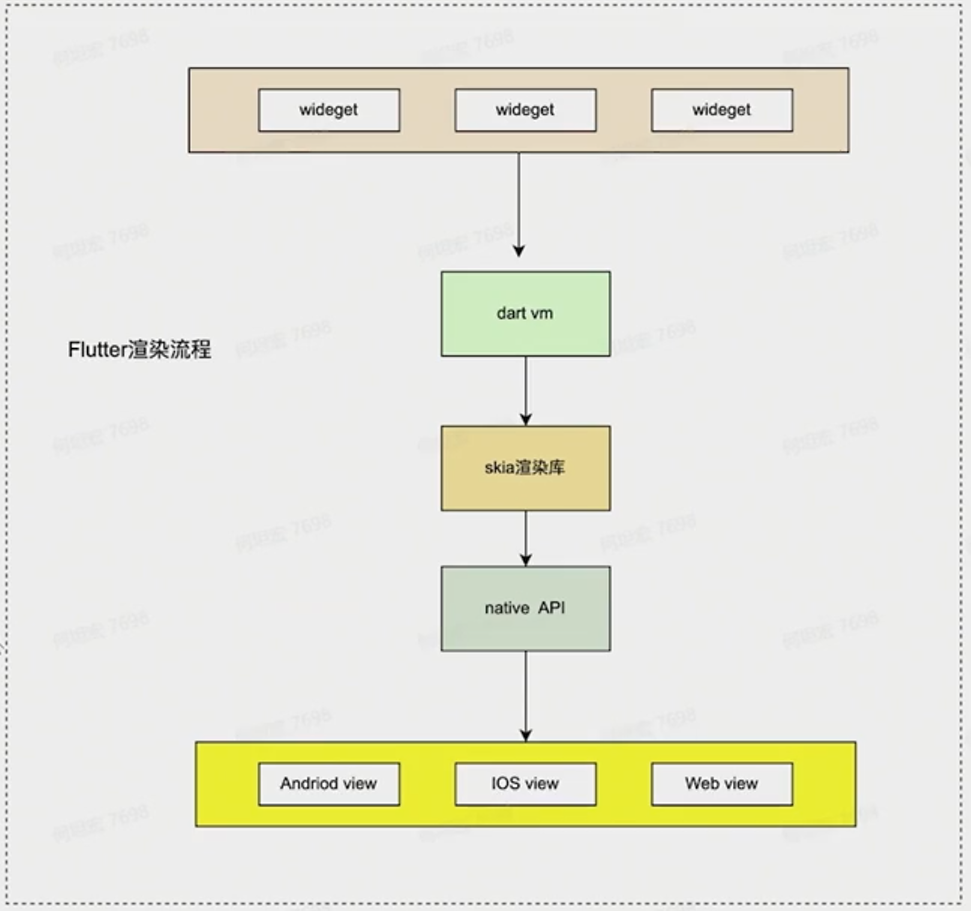 wideget
wideget
wideget
dart vm
Flutter渲染流程
skia渲染库
native API
Andriod view
IOS view
Web view